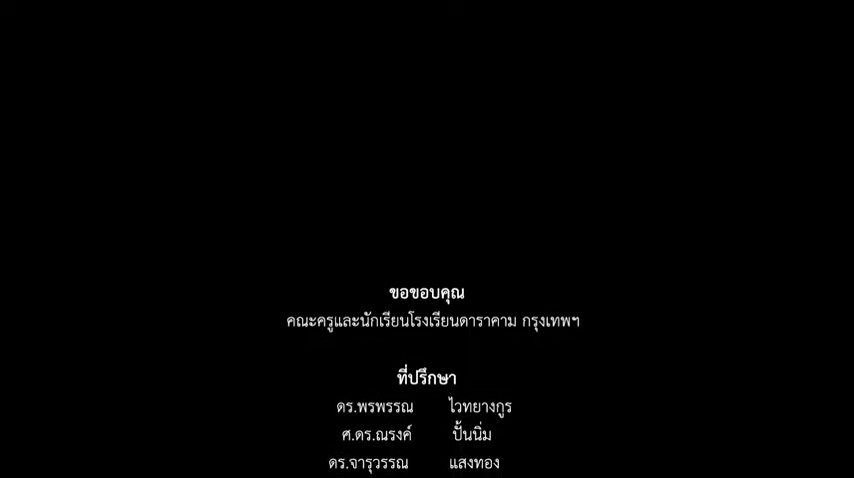 ขอขอบคุณ
คณะครูและนักเรียนโรงเรียนดาราคาม กรุงเทพฯ
ที่ปรึกษา
ดร.พรพรรณ ไวทยางกูร
ศ.ดร.ณรงค์ ปั้นนิ่ม
ดร.จารุวรรณ แสงทอง